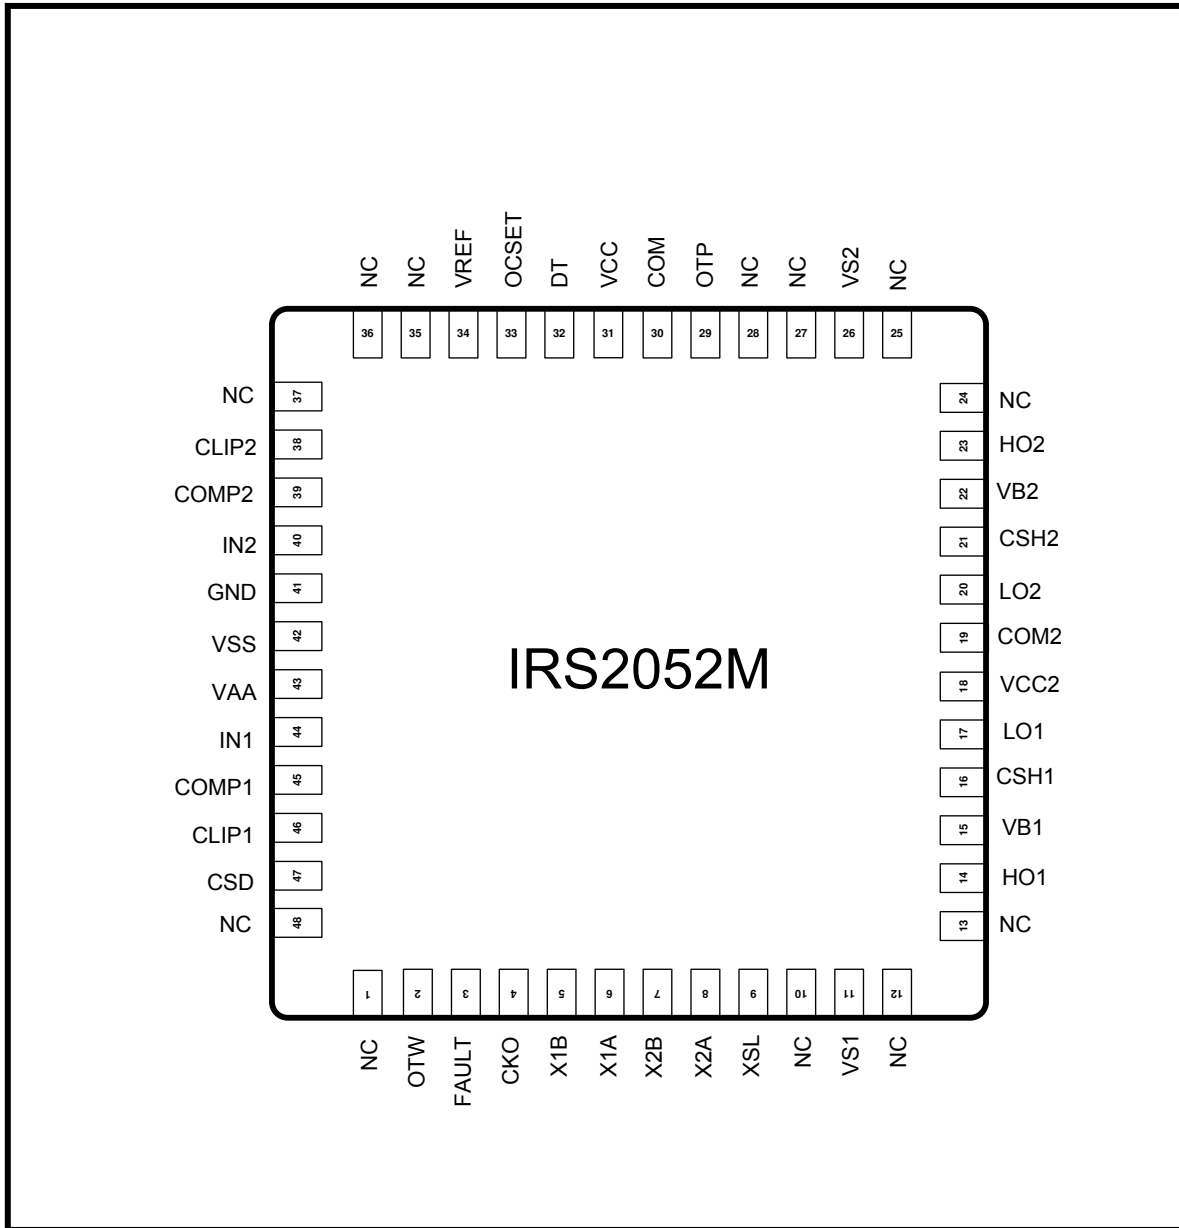 NC NC VREF OCSET DT VCC COM OTP NC NC VS2 NC
36 35 34 33 32 31 30 29 28 27 26 25
NC 37 24 NC
CLIP2 38 23 HO2
COMP2 39 22 VB2
IN2 40 21 CSH2
GND 41 20 LO2
VSS 42 19 COM2
IRS2052M
VAA 43 18 VCC2
IN1 44 17 LO1
COMP1 45 16 CSH1
CLIP1 46 15 VB1
CSD 47 14 HO1
NC 48 13 NC
1 2 3 4 5 6 7 8 9 10 11 12
NC OTW FAULT CKO X1B X1A X2B X2A XSL NC VS1 NC